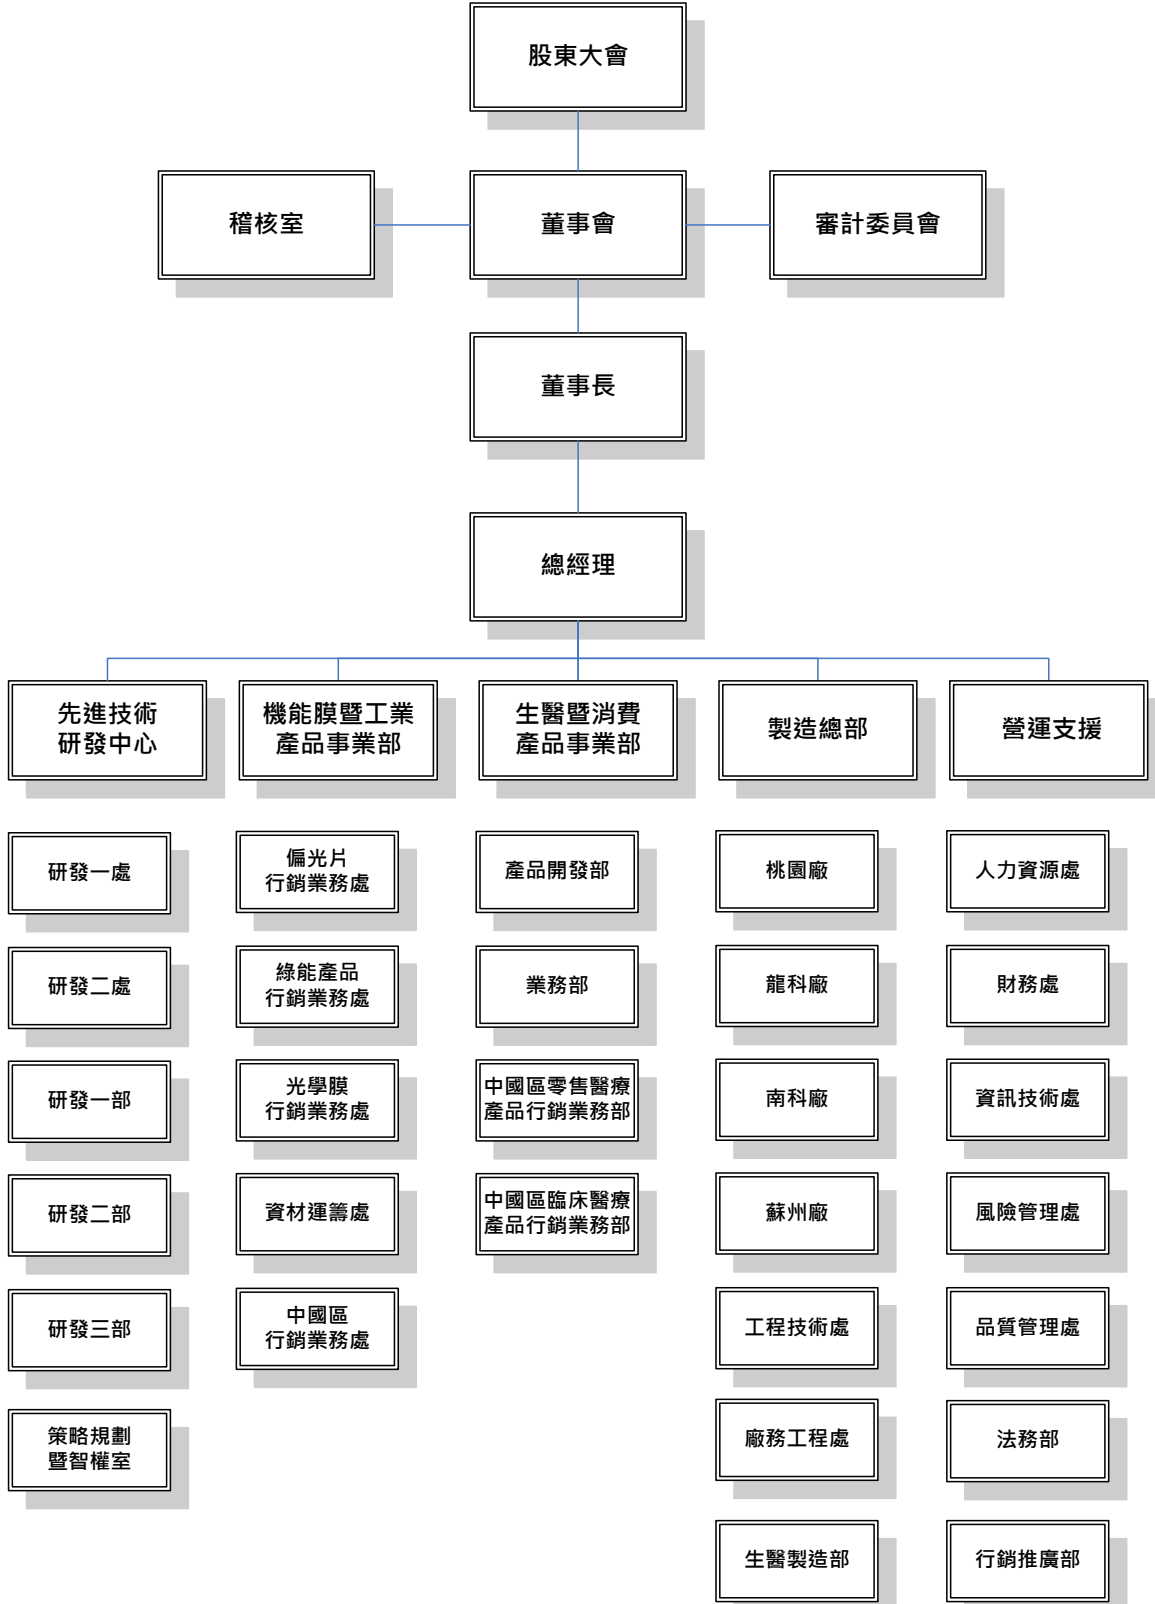 股東大會
稽核室
董事會
審計委員會
董事長
總經理
先進技術
研發中心
機能膜暨工業
產品事業部
生醫暨消費
產品事業部
製造總部
營運支援
研發一處
研發二處
研發一部
研發二部
研發三部
策略規劃
暨智權室
偏光片
行銷業務處
綠能產品
行銷業務處
光學膜
行銷業務處
資材運籌處
中國區
行銷業務處
產品開發部
業務部
中國區零售醫療
產品行銷業務部
中國區臨床醫療
產品行銷業務部
桃園廠
龍科廠
南科廠
蘇州廠
工程技術處
廠務工程處
生醫製造部
人力資源處
財務處
資訊技術處
風險管理處
品質管理處
法務部
行銷推廣部